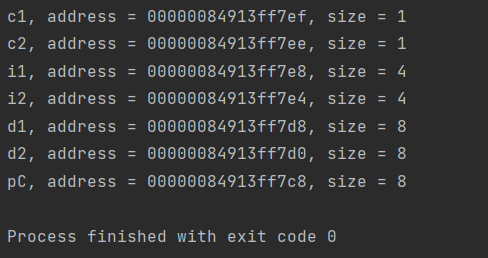 c1, address = 00000084913ff7ef, size = 1
c2, address = 00000084913ff7ee, size = 1
i1, address = 00000084913ff7e8, size = 4
i2, address = 00000084913ff7e4, size = 4
d1, address = 00000084913ff7d8, size = 8
d2, address = 00000084913ff7d0, size = 8
pC, address = 00000084913ff7c8, size = 8
Process finished with exit code 0